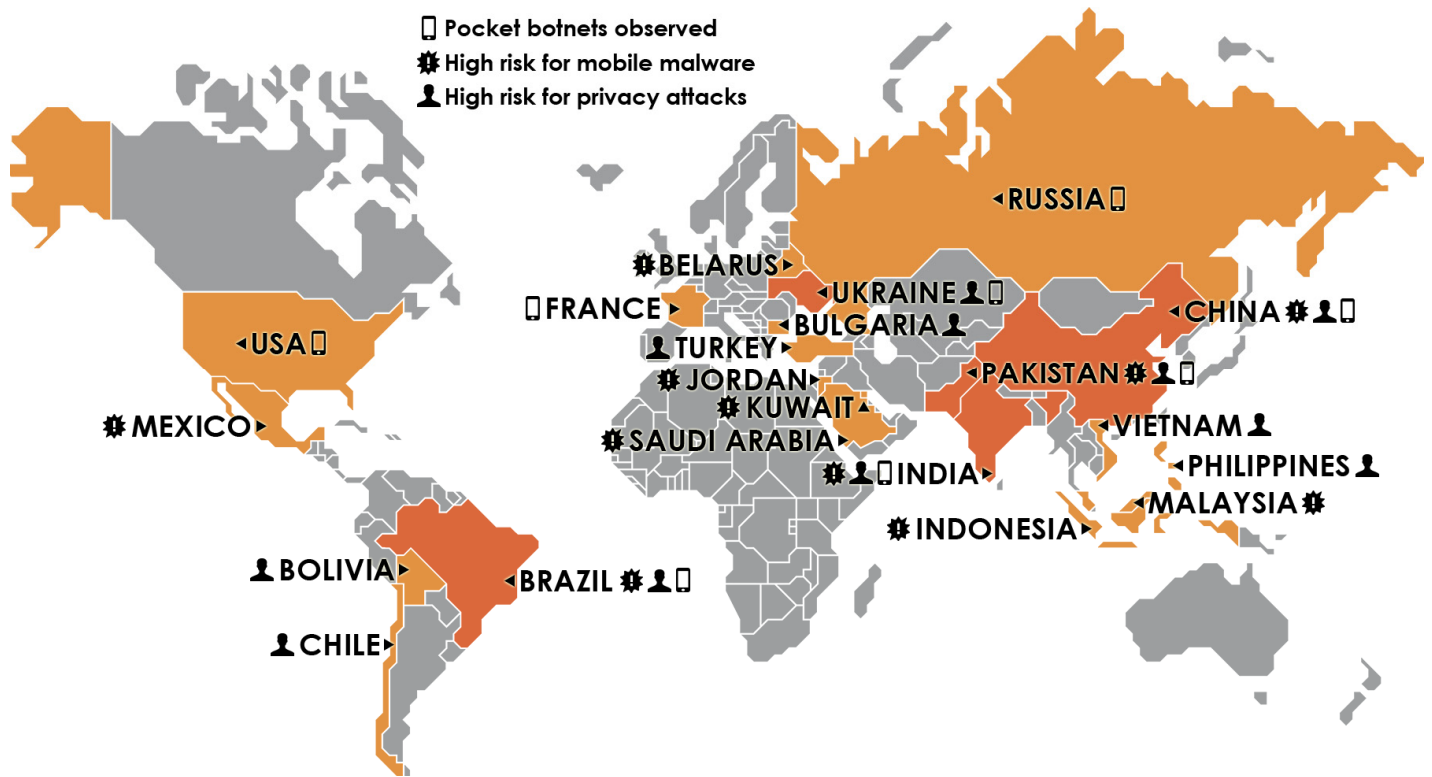 Pocket botnets observed
High risk for mobile malware
High risk for privacy attacks
RUSSIA
BELARUS
UKRAINE
FRANCE
CHINA
BULGARIA
USA
TURKEY
PAKISTAN
JORDAN
KUWAIT
MEXICO
VIETNAM
SAUDI ARABIA
PHILIPPINES
INDIA
MALAYSIA
INDONESIA
BOLIVIA
BRAZIL
CHILE